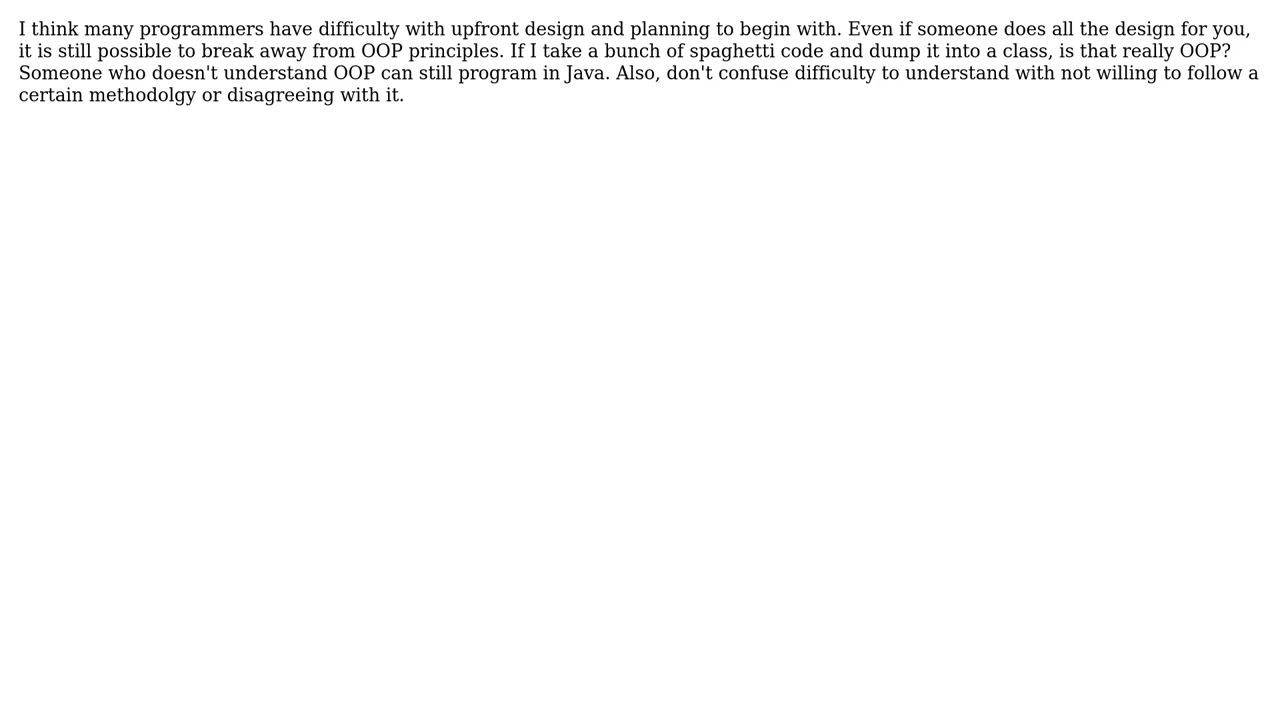 I think many programmers have difficulty with upfront design and planning to begin with. Even if someone does all the design for you,
it is still possible to break away from OOP principles. If I take a bunch of spaghetti code and dump it into a class, is that really OOP?
Someone who doesn't understand OOP can still program in Java. Also, don't confuse difficulty to understand with not willing to follow a
certain methodolgy or disagreeing with it.